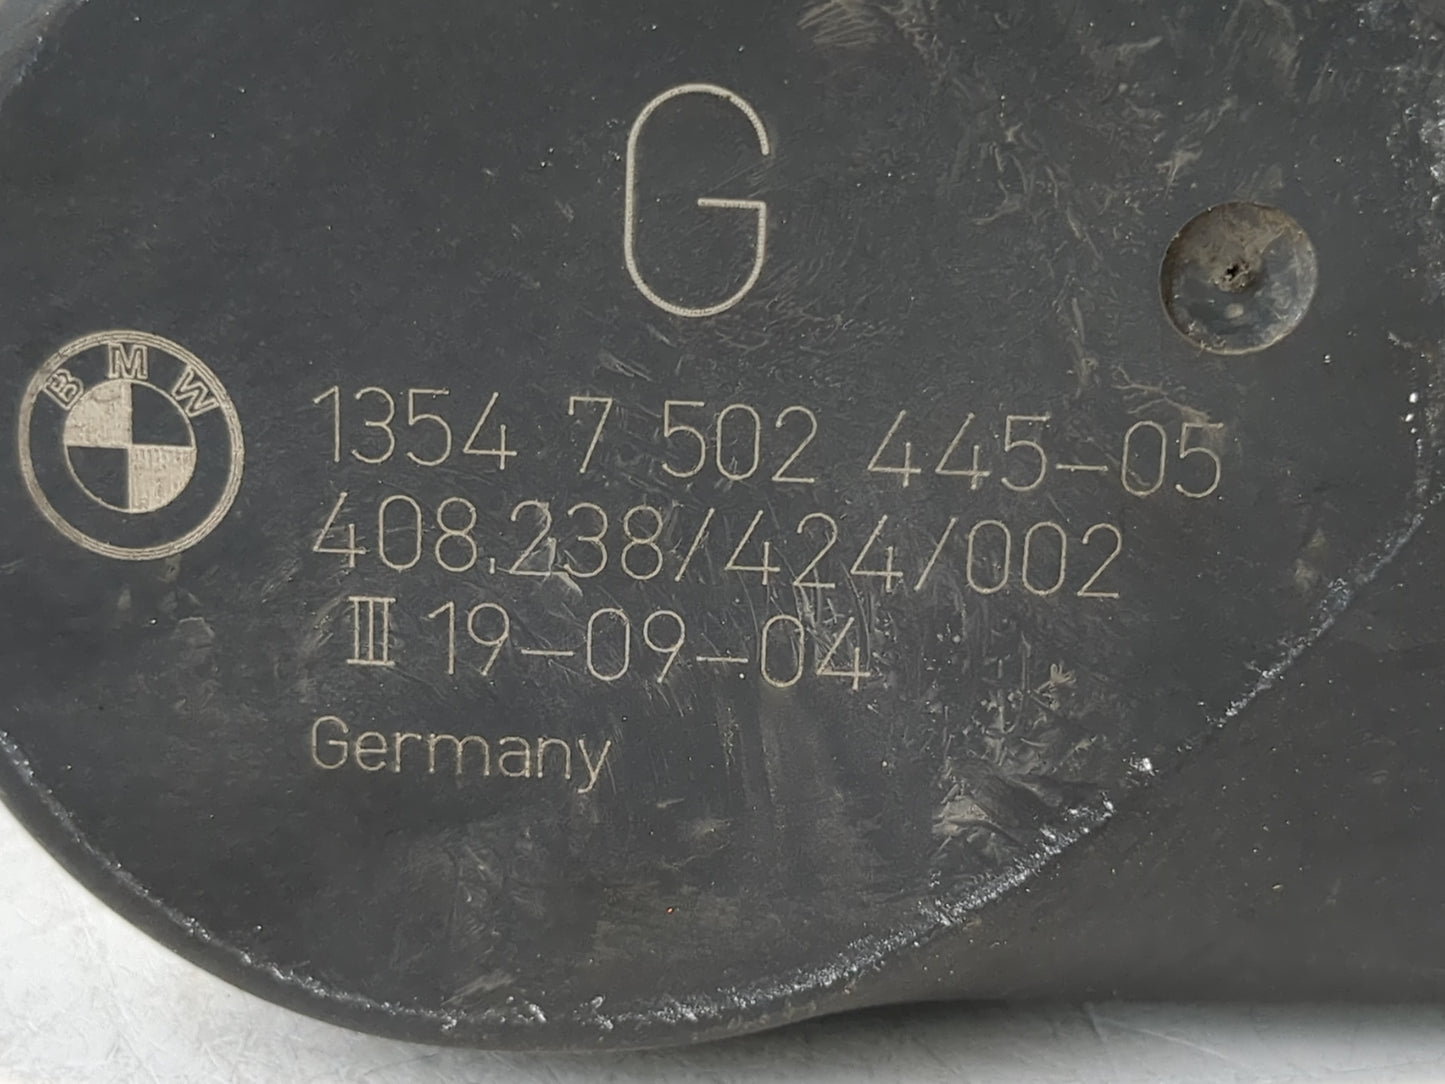 G
BMW
1354 7 502 445-05
408.238/424/002
III 19-09-04
Germany